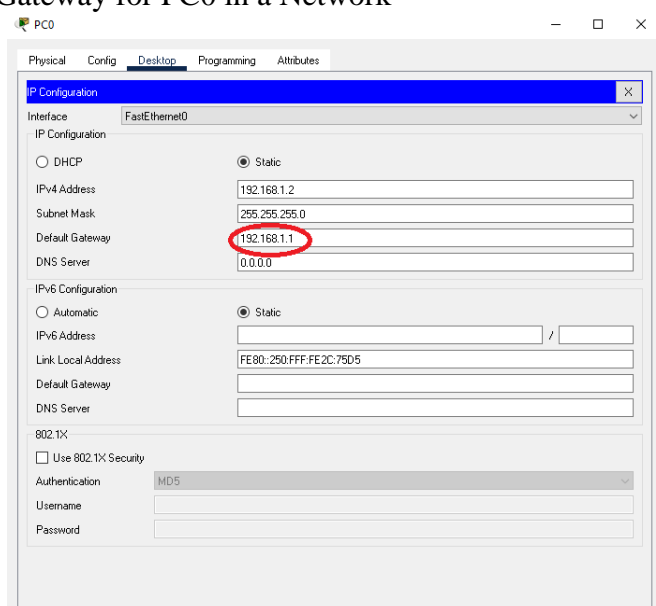 Gateway for PC0 in a Network
PC0
Physical Config Desktop Programming Attributes
IP Configuration X
Interface FastEthernet0
IP Configuration
DHCP Static
IPv4 Address 192.168.1.2
Subnet Mask 255.255.255.0
Default Gateway 192.168.1.1
DNS Server 0.0.0.0
IPv6 Configuration
Automatic Static
IPv6 Address /
Link Local Address FE80::250:FFF:FE2C:75D5
Default Gateway
DNS Server
802.1X
Use 802.1X Security
Authentication MD5
Username
Password